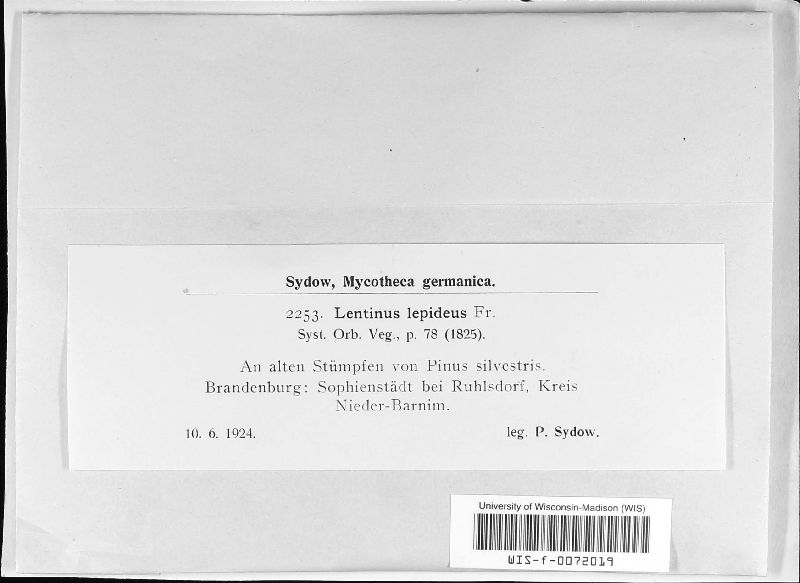 Sydow, Mycotheca germanica.
2253. Lentinus lepideus Fr.
Syst. Orb. Veg., p. 78 (1825).
An alten Stümpfen von Pinus silvestris.
Brandenburg: Sophienstädt bei Ruhlsdorf, Kreis
Nieder-Barnim.
10. 6. 1924. leg. P. Sydow.
University of Wisconsin-Madison (WIS)
WIS-f-0072019